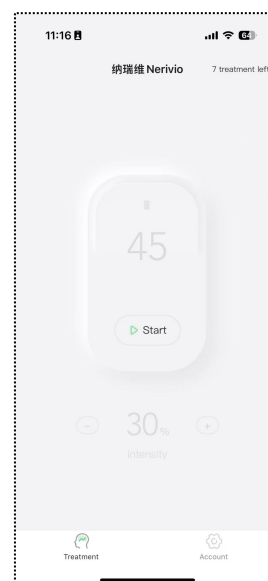 11:16
64
纳瑞维 Nerivio
7 treatment left
45
Start
30%
intensity
Treatment
Account